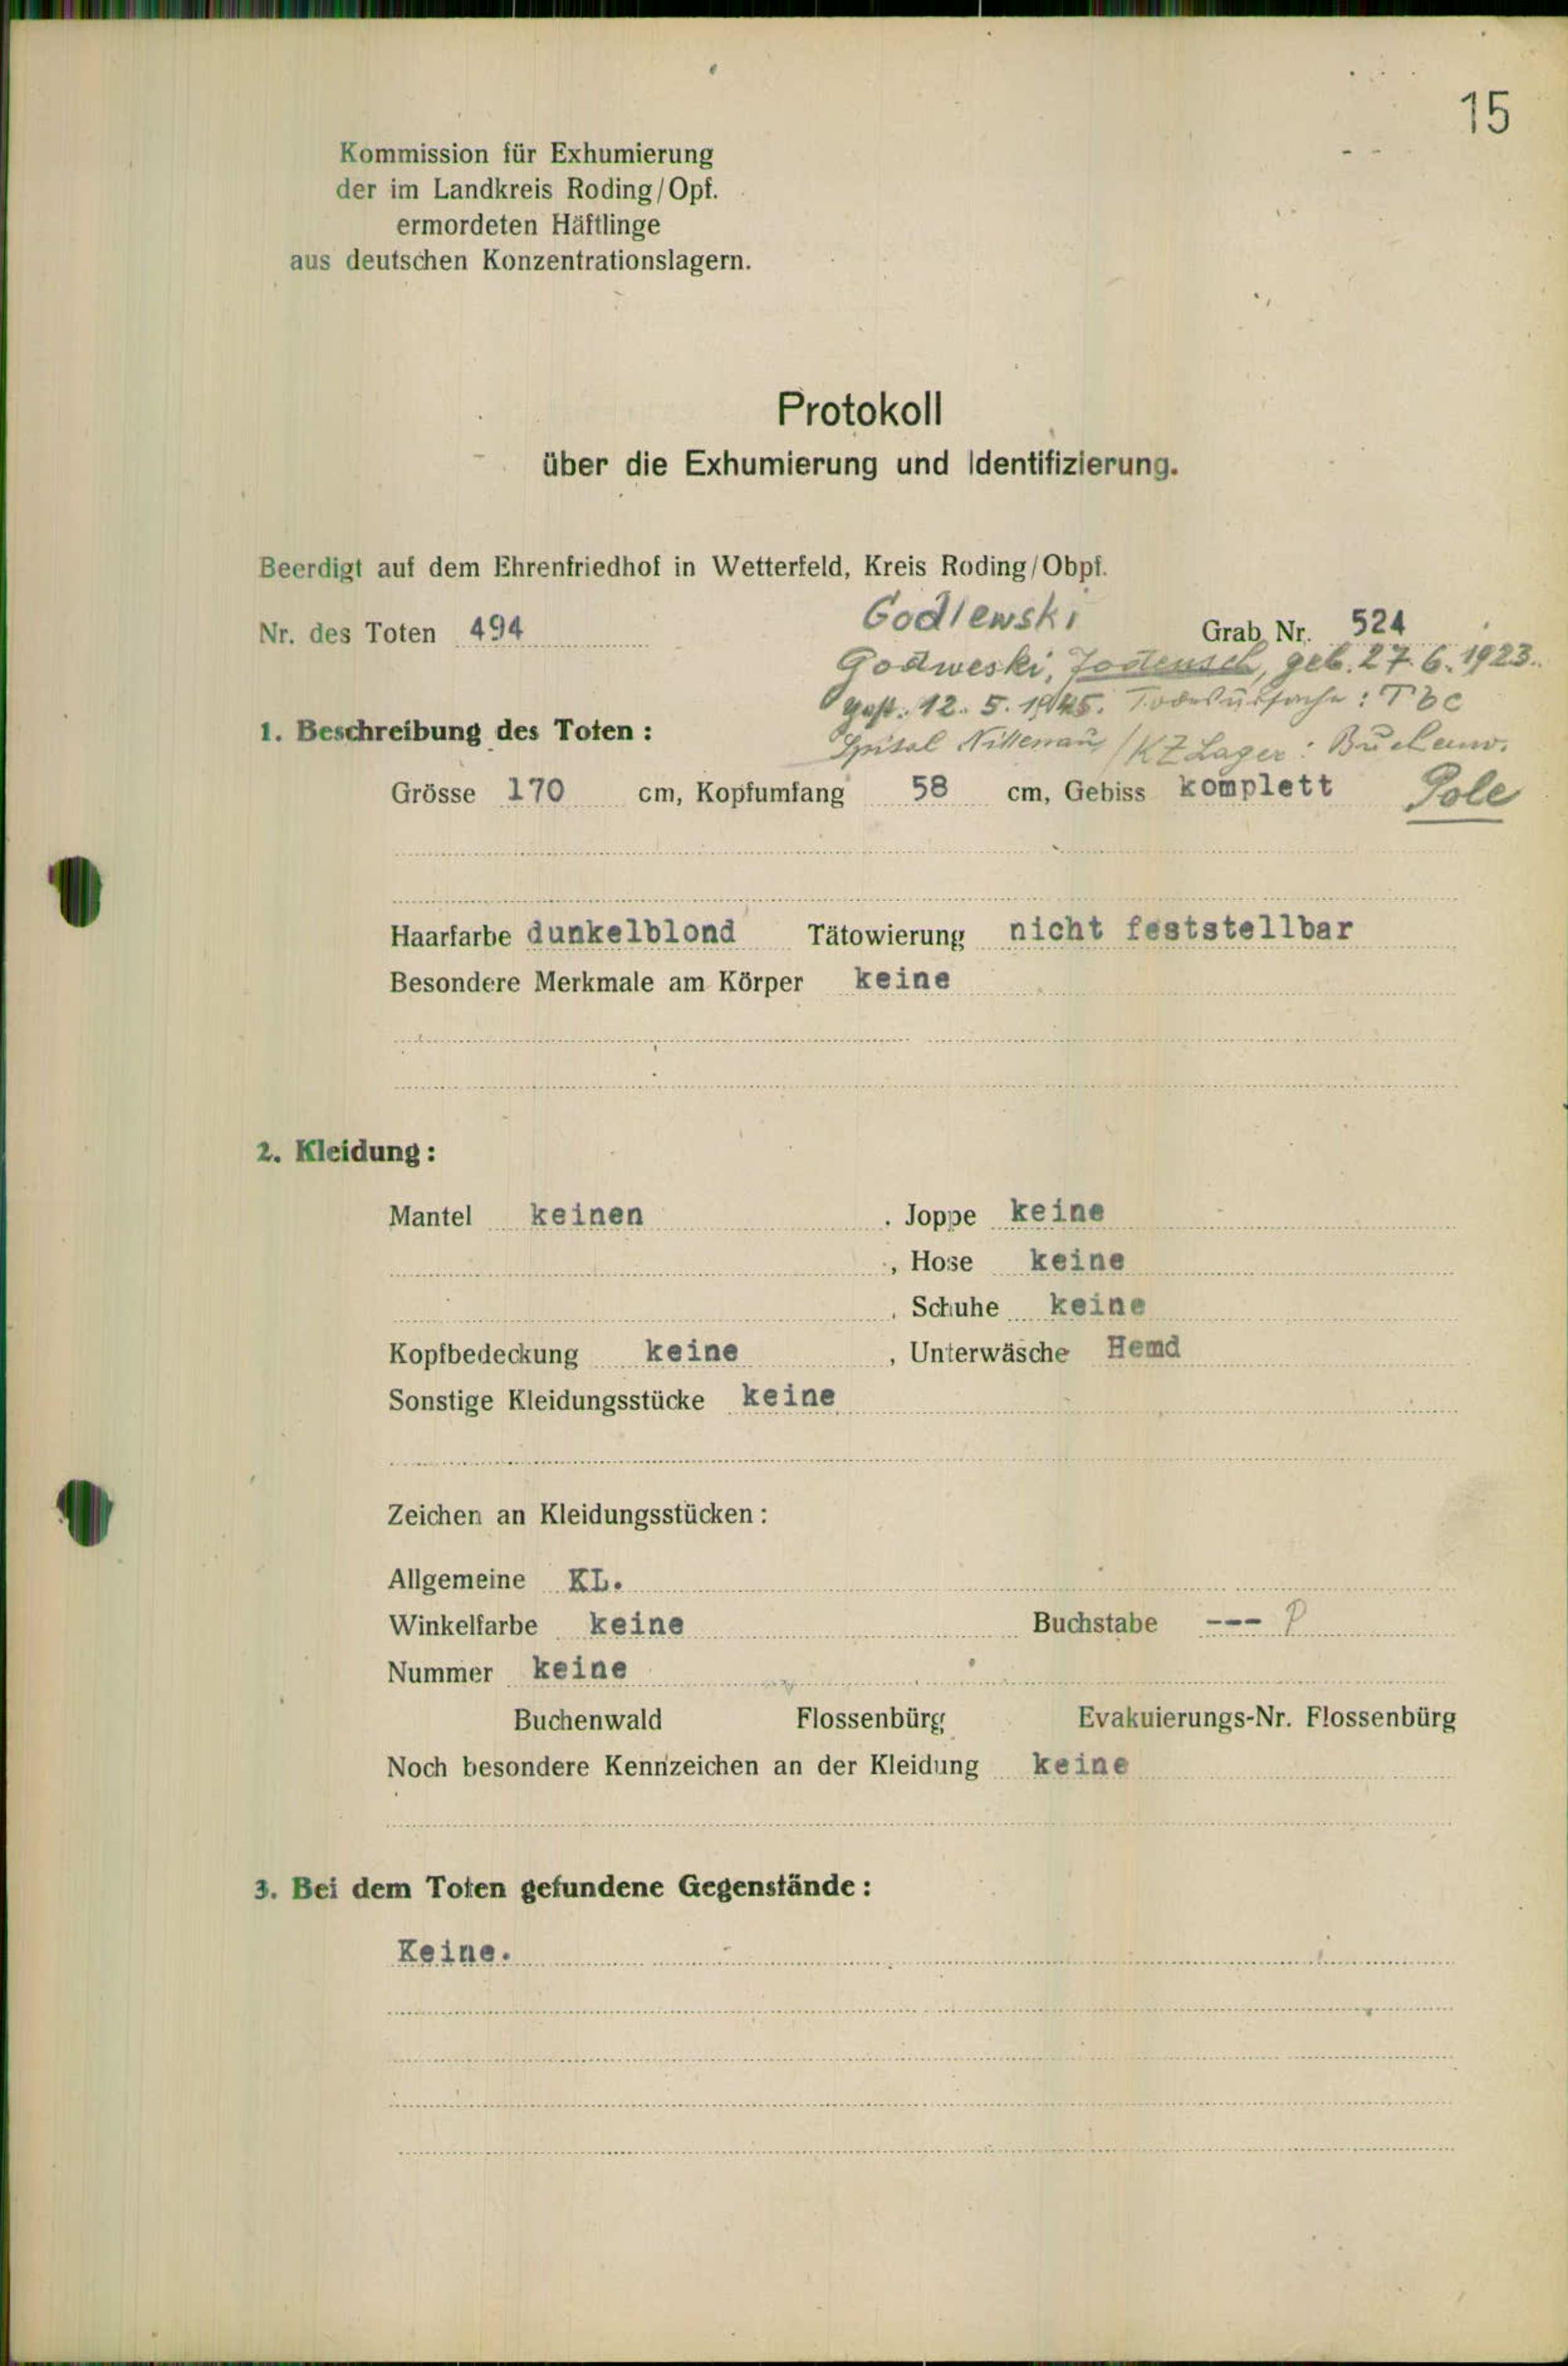 15
Kommission für Exhumierung
der im Landkreis Roding/Opf.
ermordeten Häftlinge
aus deutschen Konzentrationslagern.
Protokoll
über die Exhumierung und Identifizierung.
Beerdigt auf dem Ehrenfriedhof in Wetterfeld, Kreis Roding/Obpf.
Godlewski
Nr. des Toten 494 Grab Nr. 524
Godweski, geb. 27. 6. 1923.
gest. 12. 5. 1945. Todesursache: Tbc
1. Beschreibung des Toten:
Spital Nittenau / KZ Lager: Buchenw.
Grösse 170 cm, Kopfumfang 58 cm, Gebiss komplett Pole
Haarfarbe dunkelblond Tätowierung nicht feststellbar
Besondere Merkmale am Körper keine
2. Kleidung:
Mantel keinen, Joppe keine
, Hose keine
, Schuhe keine
Kopfbedeckung keine, Unterwäsche Hemd
Sonstige Kleidungsstücke keine
Zeichen an Kleidungsstücken:
Allgemeine KL.
Winkelfarbe keine Buchstabe --- P
Nummer keine
Buchenwald Flossenbürg Evakuierungs-Nr. Flossenbürg
Noch besondere Kennzeichen an der Kleidung keine
3. Bei dem Toten gefundene Gegenstände:
Keine.